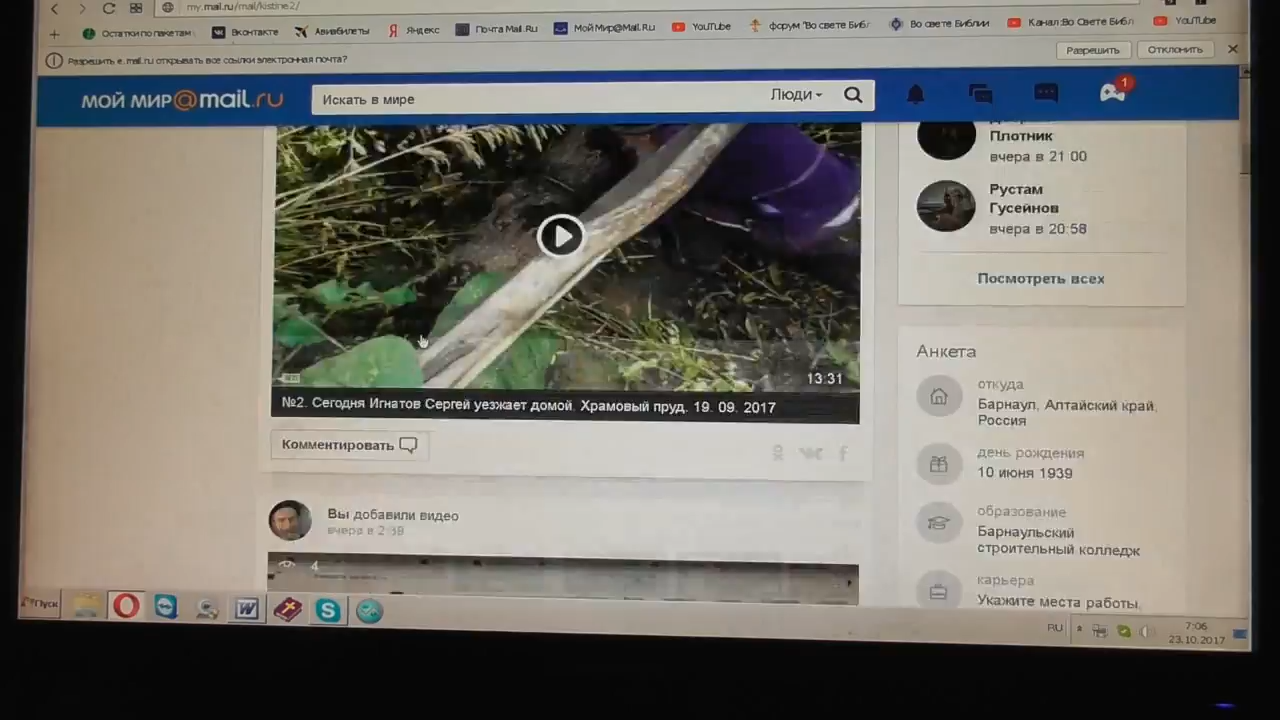 my.mail.ru/mail/kistine2/
Остатки по пакетам
Вконтакте
Авиабилеты
Яндекс
Почта Mail.Ru
Мой Мир@Mail.Ru
YouTube
форум "Во свете Библ
Во свете Библии
Канал :Во Свете Библ
YouTube
Разрешить e.mail.ru открывать все ссылки электронная почта?
Разрешить
Отклонить
МОЙ МИР@mail.ru
Искать в мире
Люди
1
Плотник
вчера в 21:00
Рустам
Гусейнов
вчера в 20:58
Посмотреть всех
13:31
№2. Сегодня Игнатов Сергей уезжает домой. Храмовый пруд. 19. 09. 2017
Комментировать
Анкета
откуда
Барнаул, Алтайский край,
Россия
день рождения
10 июня 1939
образование
Барнаульский
строительный колледж
карьера
Укажите места работы,
Вы добавили видео
вчера в 2:39
4
Пуск
RU
7:06
23.10.2017